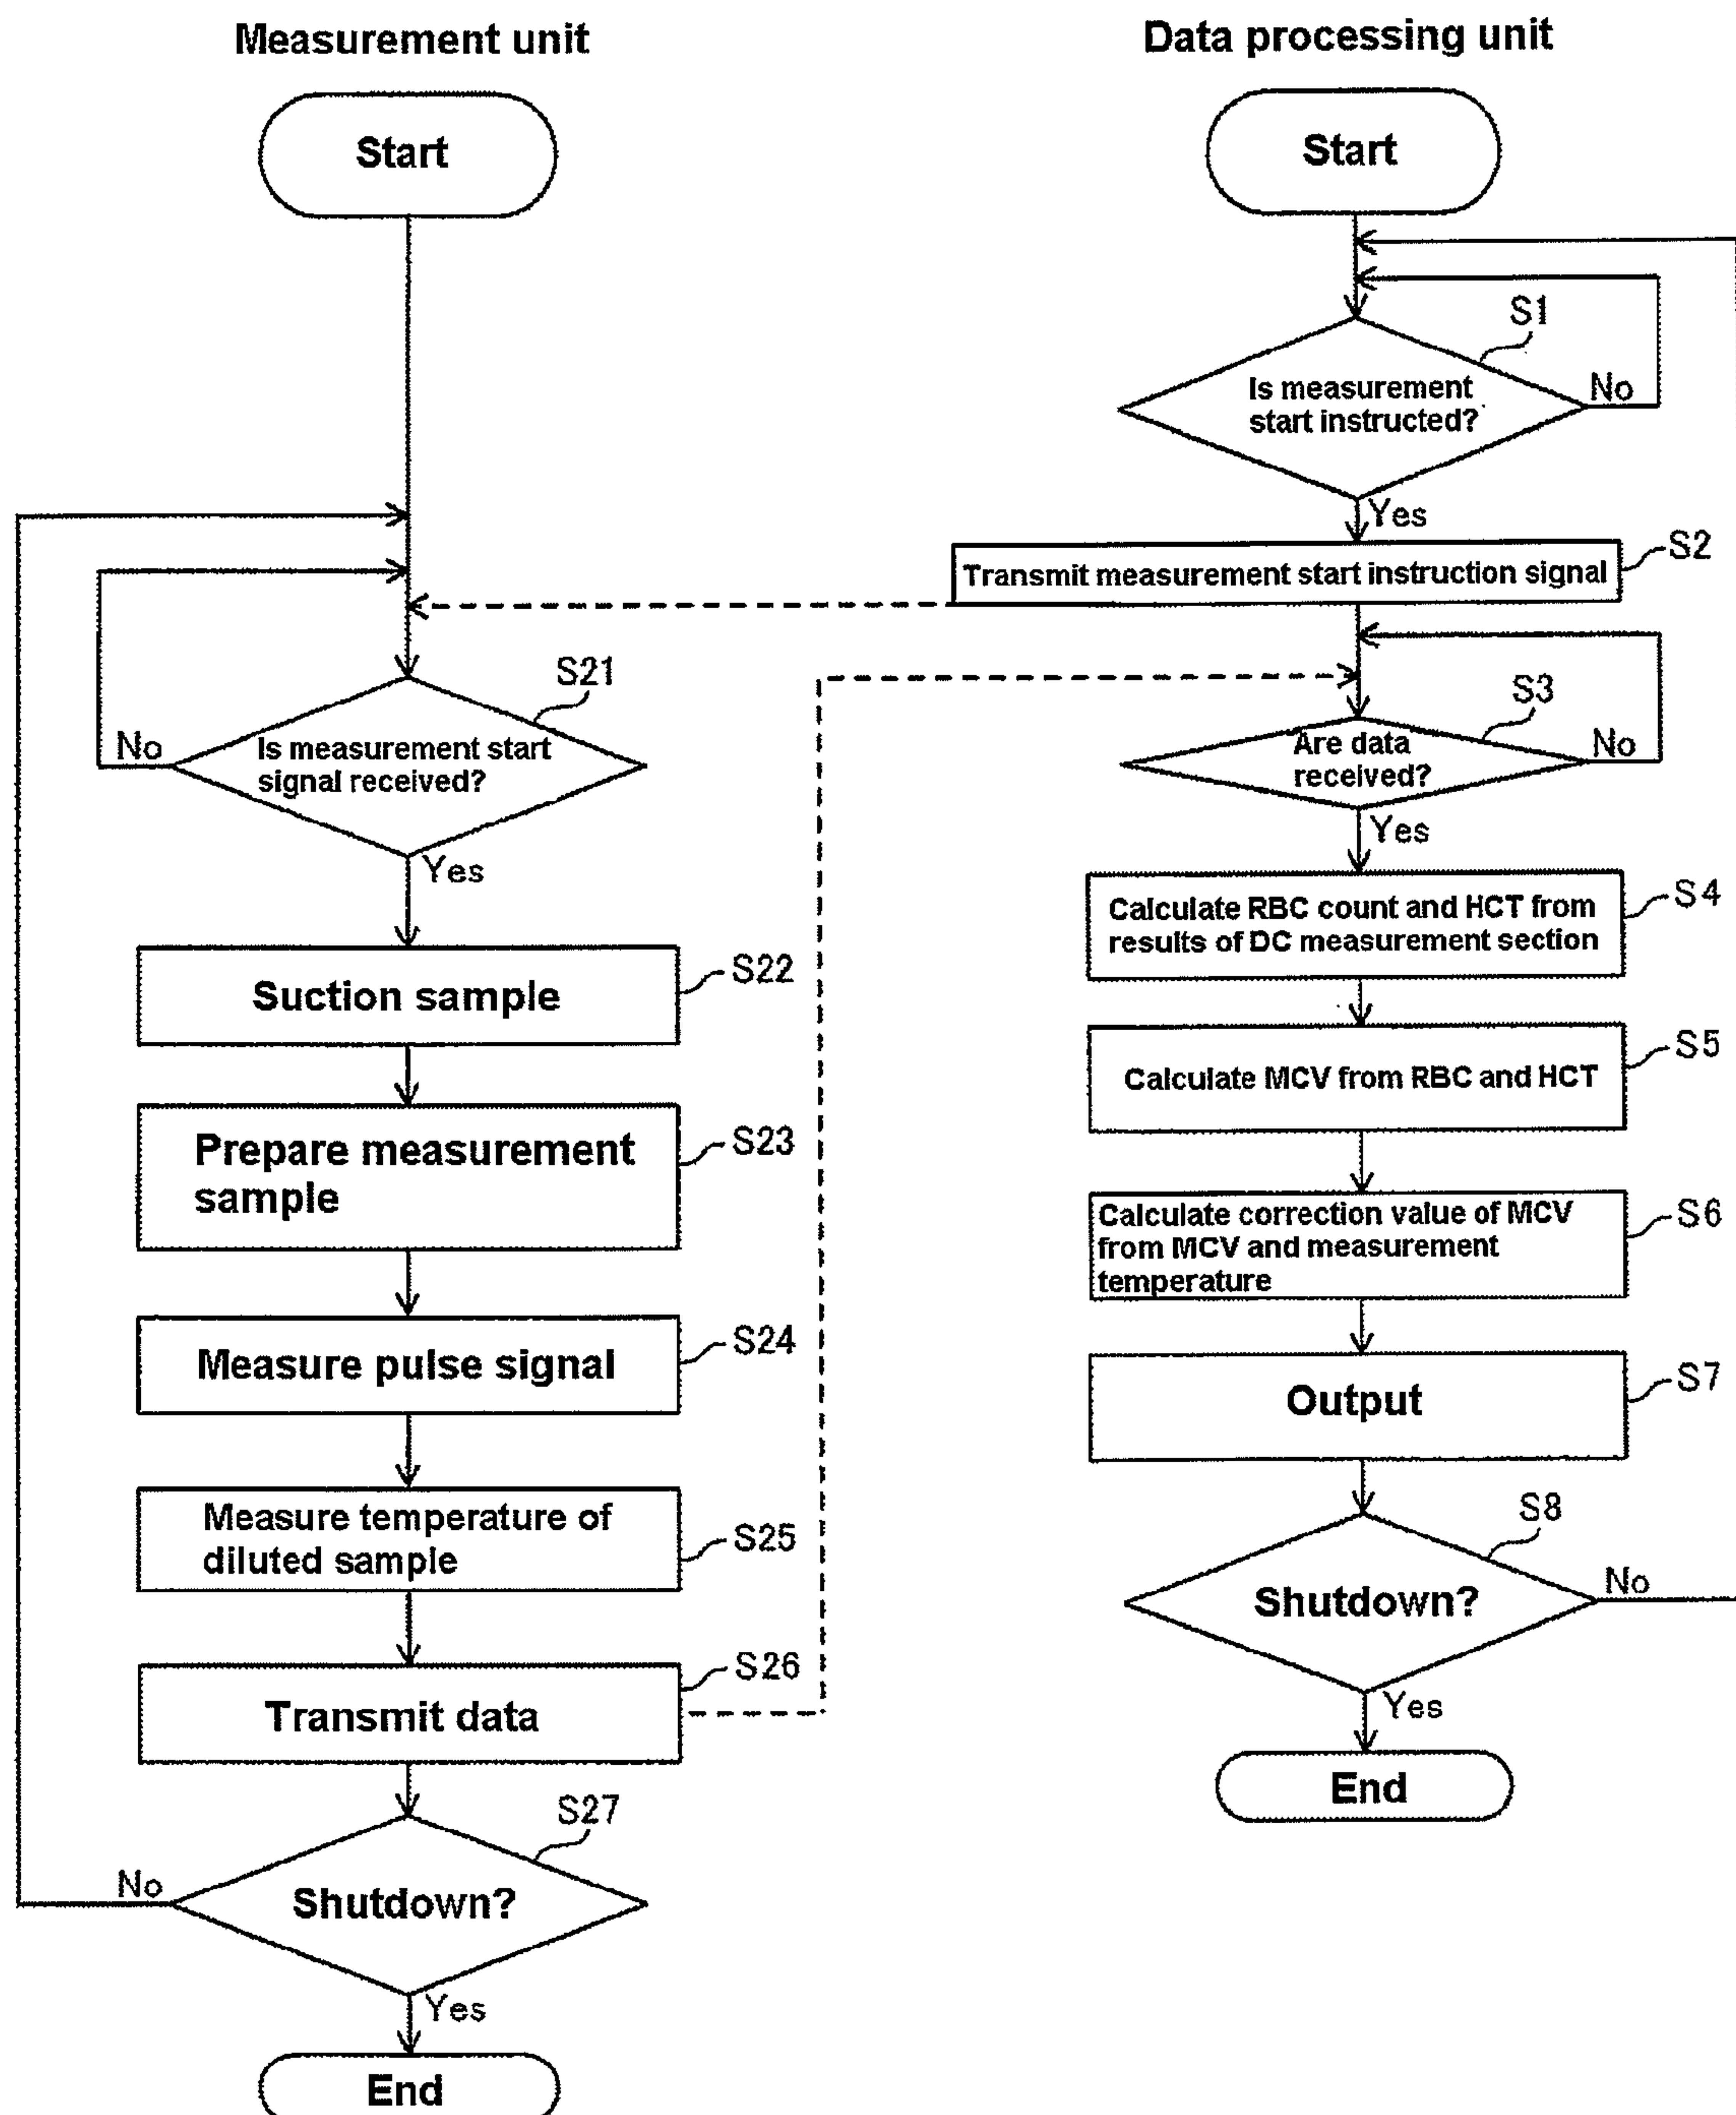 Measurement unit
Start
S21
Is measurement start
signal received?
No
Yes
Suction sample
S22
Prepare measurement
sample
S23
Measure pulse signal
S24
Measure temperature of
diluted sample
S25
Transmit data
S26
S27
Shutdown?
No
Yes
End
Data processing unit
Start
S1
Is measurement
start instructed?
No
Yes
Transmit measurement start instruction signal
S2
S3
Are data
received?
No
Yes
Calculate RBC count and HCT from
results of DC measurement section
S4
Calculate MCV from RBC and HCT
S5
Calculate correction value of MCV
from MCV and measurement
temperature
S6
Output
S7
S8
Shutdown?
No
Yes
End